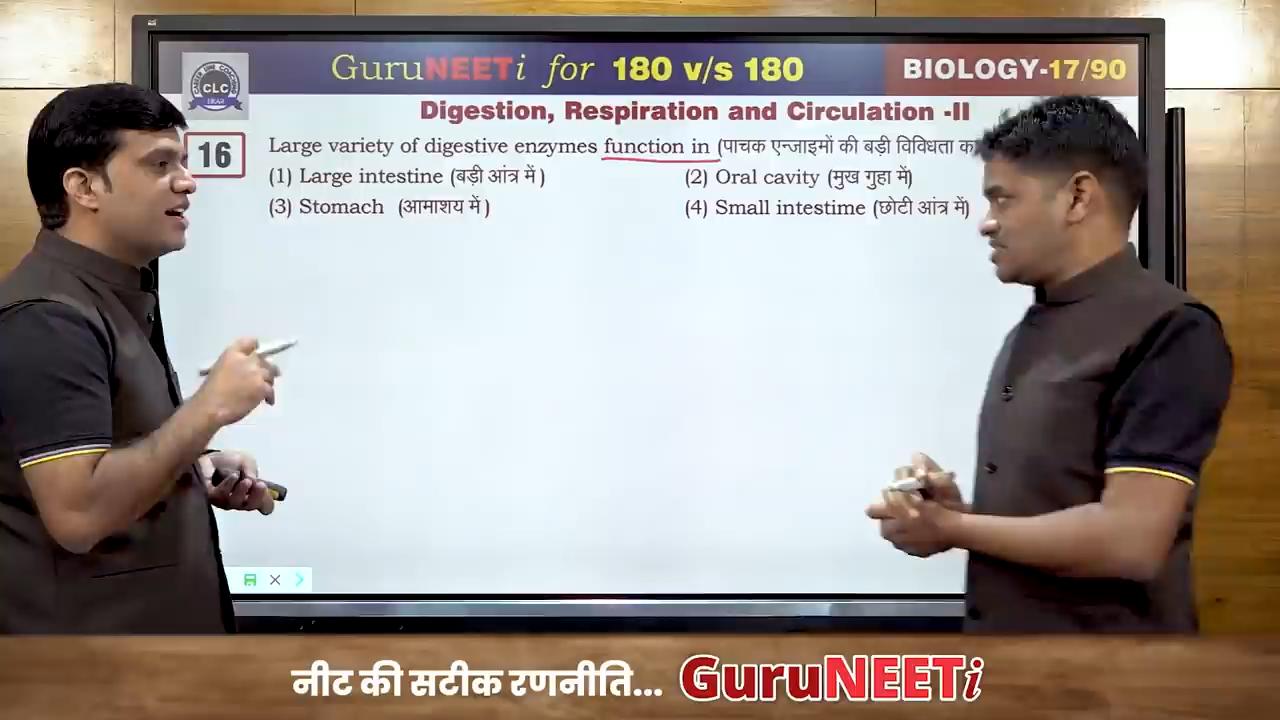 GuruNEETi for 180 v/s 180 BIOLOGY-17/90
CLC
SIKAR
Digestion, Respiration and Circulation -II
16 Large variety of digestive enzymes function in (पाचक एन्जाइमों की बड़ी विविधता
(1) Large intestine (बड़ी आंत्र में) (2) Oral cavity (मुख गुहा में)
(3) Stomach (आमाशय में) (4) Small intestime (छोटी आंत्र में)
नीट की सटीक रणनीति... GuruNEETi